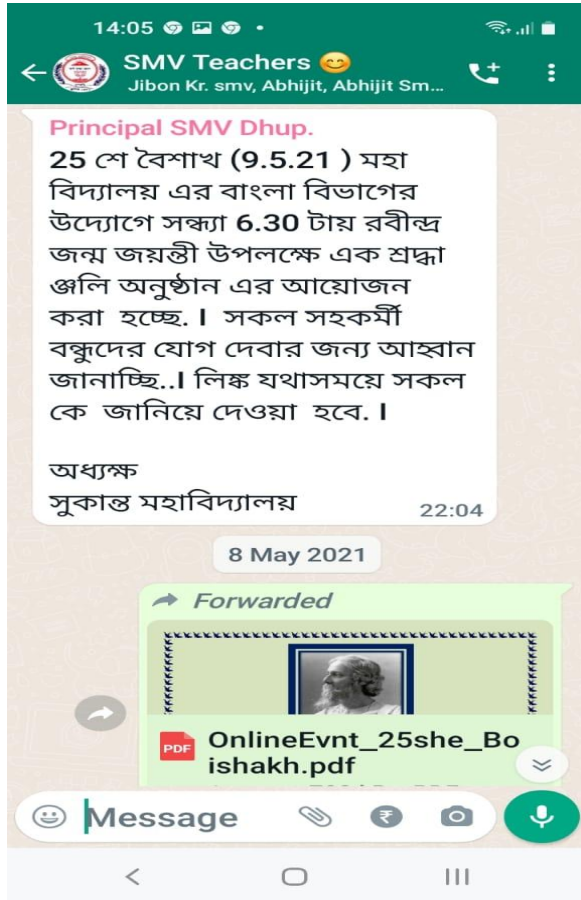 14:05
SMV Teachers 😊
Jibon Kr. smv, Abhijit, Abhijit Sm...
Principal SMV Dhup.
25 শে বৈশাখ (9.5.21 ) মহা
বিদ্যালয় এর বাংলা বিভাগের
উদ্যোগে সন্ধ্যা 6.30 টায় রবীন্দ্র
জন্ম জয়ন্তী উপলক্ষে এক শ্রদ্ধা
ঞ্জলি অনুষ্ঠান এর আয়োজন
করা হচ্ছে. l সকল সহকর্মী
বন্ধুদের যোগ দেবার জন্য আহ্বান
জানাচ্ছি..l লিঙ্ক যথাসময়ে সকল
কে জানিয়ে দেওয়া হবে. l
অধ্যক্ষ
সুকান্ত মহাবিদ্যালয়
22:04
8 May 2021
Forwarded
PDF
OnlineEvnt_25she_Bo
ishakh.pdf
Message